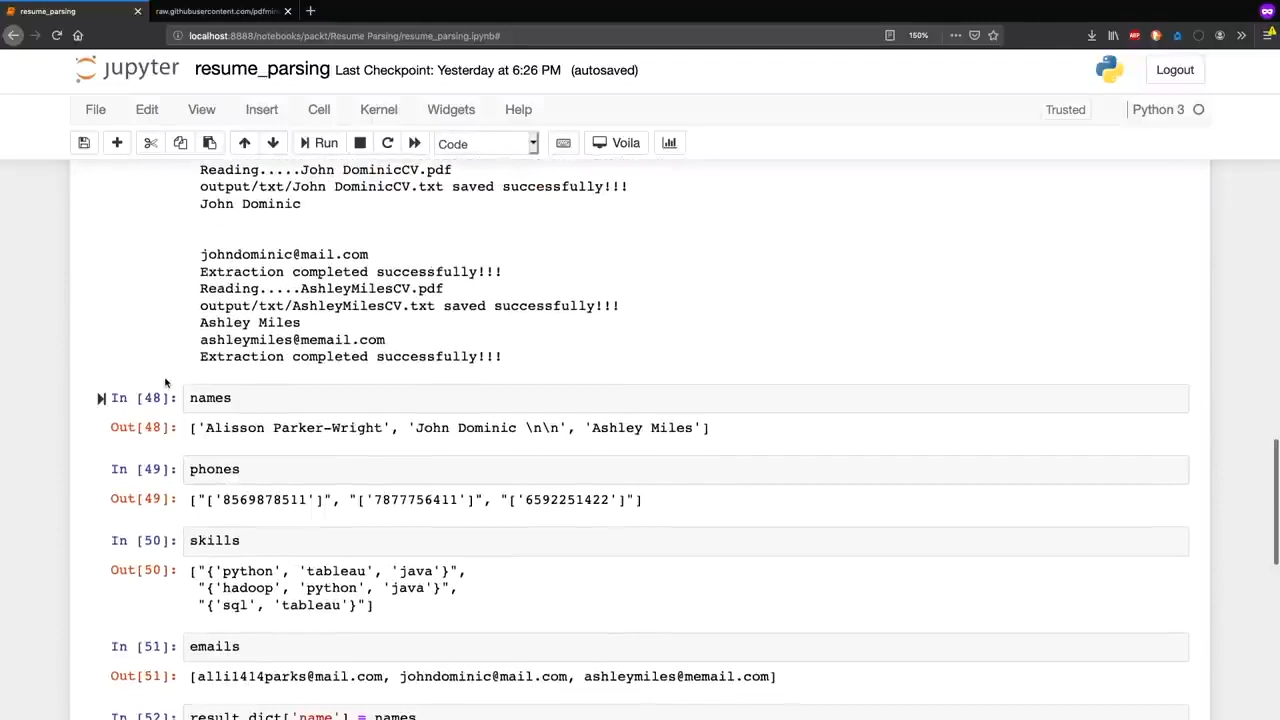 resume_parsing
raw.githubusercontent.com/pdfmin
localhost:8888/notebooks/packt/Resume Parsing/resume_parsing.ipynb#
150%
jupyter resume_parsing Last Checkpoint: Yesterday at 6:26 PM (autosaved)
Logout
File Edit View Insert Cell Kernel Widgets Help
Trusted
Python 3
Run
Code
Voila
Reading.....John DominicCV.pdf
output/txt/John DominicCV.txt saved successfully!!!
John Dominic
johndominic@mail.com
Extraction completed successfully!!!
Reading.....AshleyMilesCV.pdf
output/txt/AshleyMilesCV.txt saved successfully!!!
Ashley Miles
ashleymiles@memail.com
Extraction completed successfully!!!
In [48]: names
Out[48]: ['Alisson Parker-Wright', 'John Dominic \n\n', 'Ashley Miles']
In [49]: phones
Out[49]: ["['8569878511']", "['7877756411']", "['6592251422']"]
In [50]: skills
Out[50]: ["{'python', 'tableau', 'java'}",
"{'hadoop', 'python', 'java'}",
"{'sql', 'tableau'}"]
In [51]: emails
Out[51]: [alli1414parks@mail.com, johndominic@mail.com, ashleymiles@memail.com]
In [52]: result_dict['name'] = names